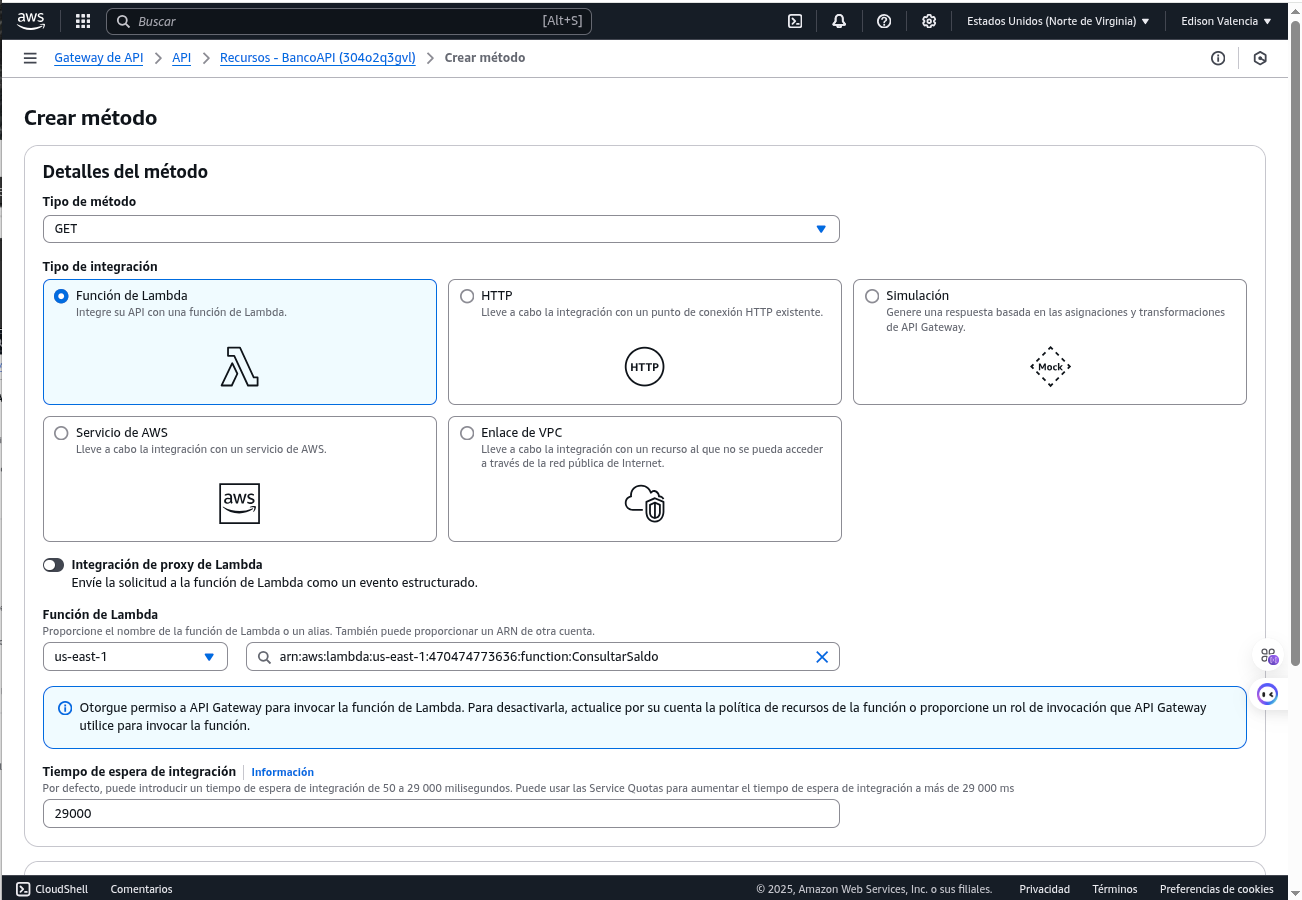 aws
Buscar
[Alt+S]
Estados Unidos (Norte de Virginia)
Edison Valencia
Gateway de API
API
Recursos - BancoAPI (304o2q3gvl)
Crear método
Crear método
Detalles del método
Tipo de método
GET
Tipo de integración
Función de Lambda
Integre su API con una función de Lambda.
HTTP
Lleve a cabo la integración con un punto de conexión HTTP existente.
HTTP
Simulación
Genere una respuesta basada en las asignaciones y transformaciones
de API Gateway.
Mock
Servicio de AWS
Lleve a cabo la integración con un servicio de AWS.
aws
Enlace de VPC
Lleve a cabo la integración con un recurso al que no se pueda acceder
a través de la red pública de Internet.
Integración de proxy de Lambda
Envíe la solicitud a la función de Lambda como un evento estructurado.
Función de Lambda
Proporcione el nombre de la función de Lambda o un alias. También puede proporcionar un ARN de otra cuenta.
us-east-1
arn:aws:lambda:us-east-1:470474773636:function:ConsultarSaldo
Otorgue permiso a API Gateway para invocar la función de Lambda. Para desactivarla, actualice por su cuenta la política de recursos de la función o proporcione un rol de invocación que API Gateway
utilice para invocar la función.
Tiempo de espera de integración
Información
Por defecto, puede introducir un tiempo de espera de integración de 50 a 29 000 milisegundos. Puede usar las Service Quotas para aumentar el tiempo de espera de integración a más de 29 000 ms
29000
CloudShell
Comentarios
© 2025, Amazon Web Services, Inc. o sus filiales.
Privacidad
Términos
Preferencias de cookies